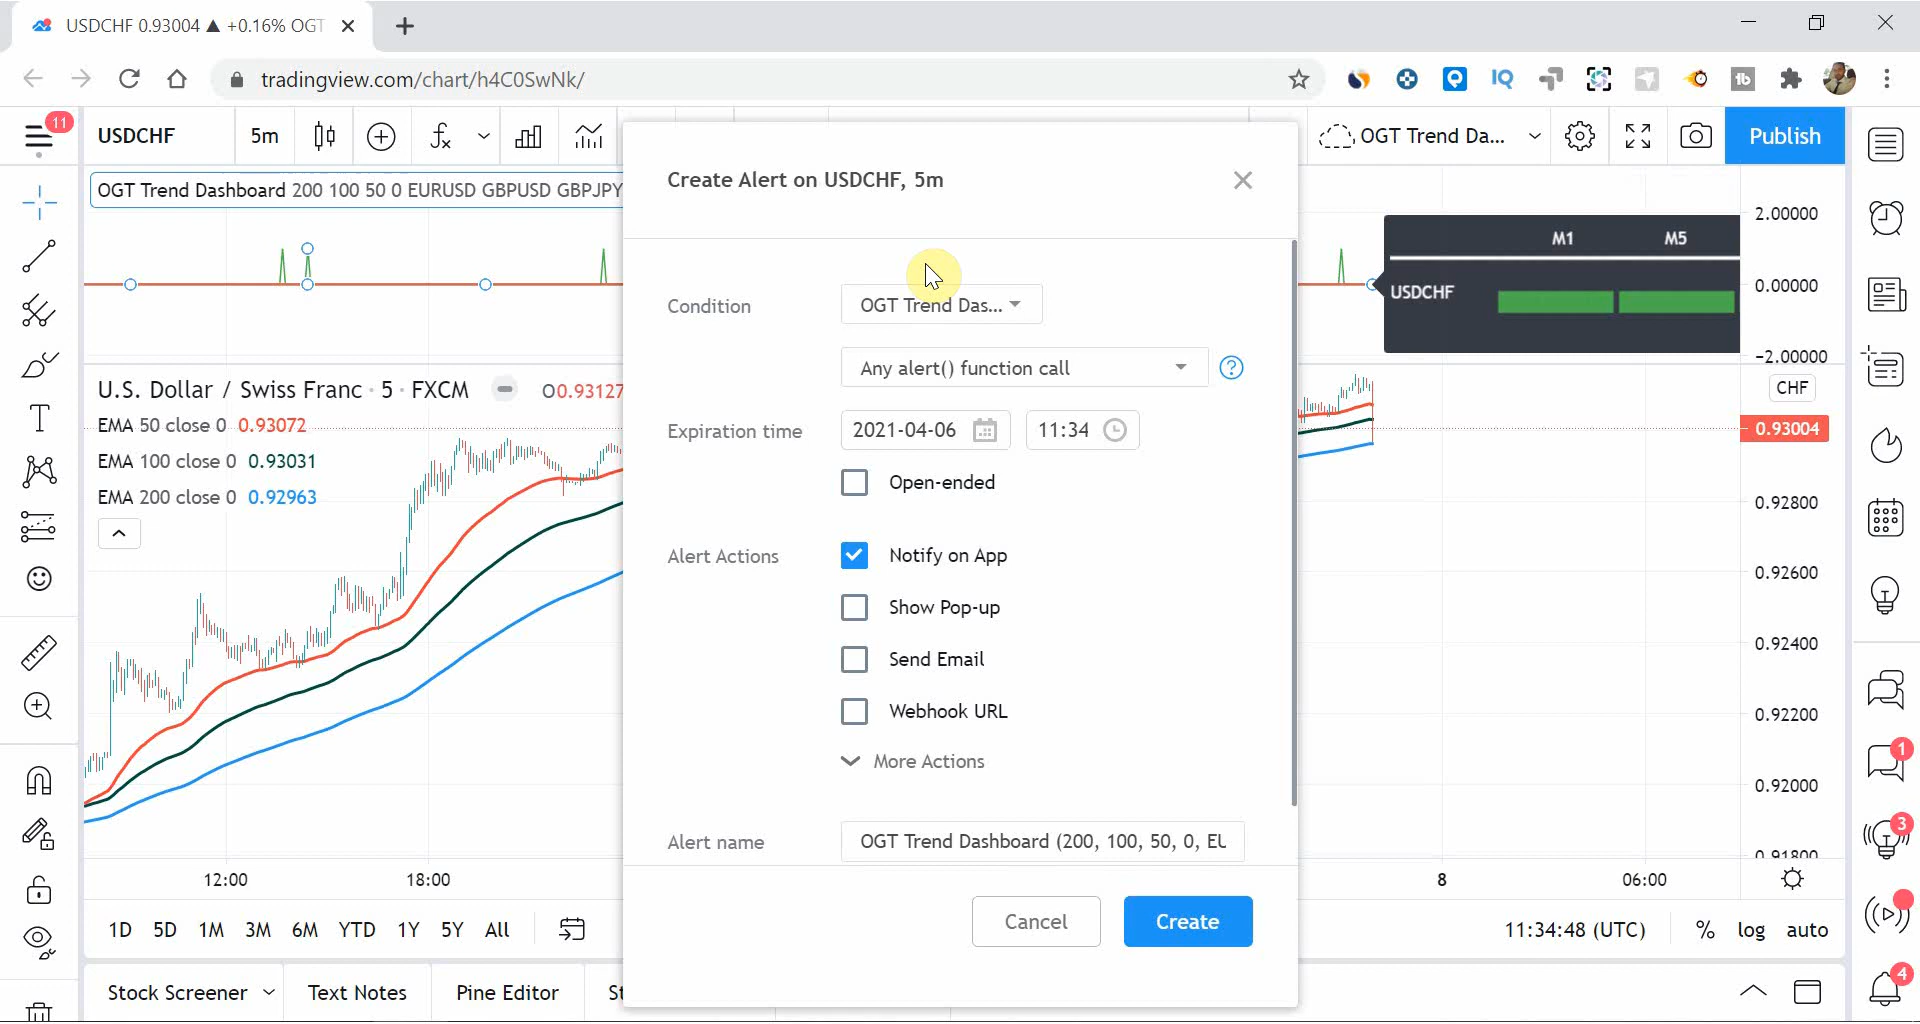 USDCHF 0.93004 ▲ +0.16% OGT
tradingview.com/chart/h4C0SwNk/
IQ
tb
11
USDCHF
5m
OGT Trend Da...
Publish
OGT Trend Dashboard 200 100 50 0 EURUSD GBPUSD GBPJPY
Create Alert on USDCHF, 5m
M1 M5
USDCHF
2.00000
0.00000
−2.00000
Condition
OGT Trend Das...
Any alert() function call
?
U.S. Dollar / Swiss Franc · 5 · FXCM
O0.93127
EMA 50 close 0 0.93072
EMA 100 close 0 0.93031
EMA 200 close 0 0.92963
Expiration time
2021-04-06
11:34
Open-ended
Alert Actions
Notify on App
Show Pop-up
Send Email
Webhook URL
More Actions
Alert name
OGT Trend Dashboard (200, 100, 50, 0, EU
Cancel
Create
CHF
0.93004
0.92800
0.92600
0.92400
0.92200
0.92000
0.91800
T
12:00
18:00
8
06:00
1D 5D 1M 3M 6M YTD 1Y 5Y All
11:34:48 (UTC)
% log auto
Stock Screener
Text Notes
Pine Editor
St
1
3
4